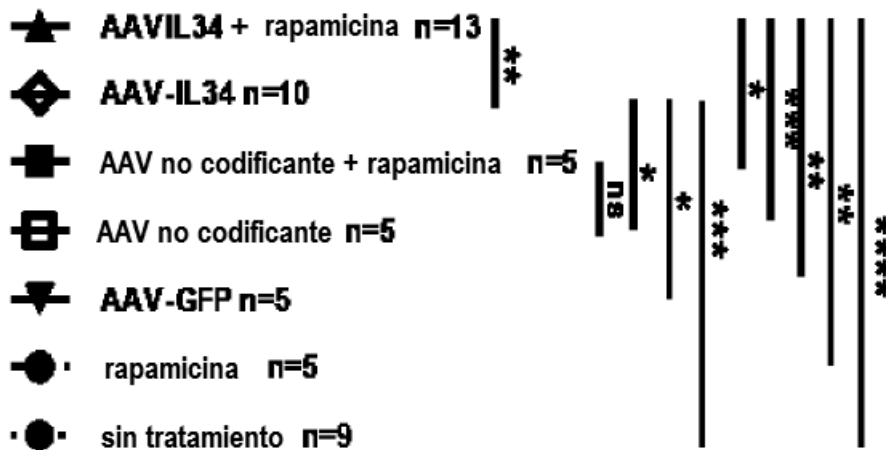 AAVIL34 + rapamicina n=13
**
AAV-IL34 n=10
AAV no codificante + rapamicina n=5
AAV no codificante n=5
AAV-GFP n=5
rapamicina n=5
sin tratamiento n=9
ns
*
*
***
*
***
**
**
****